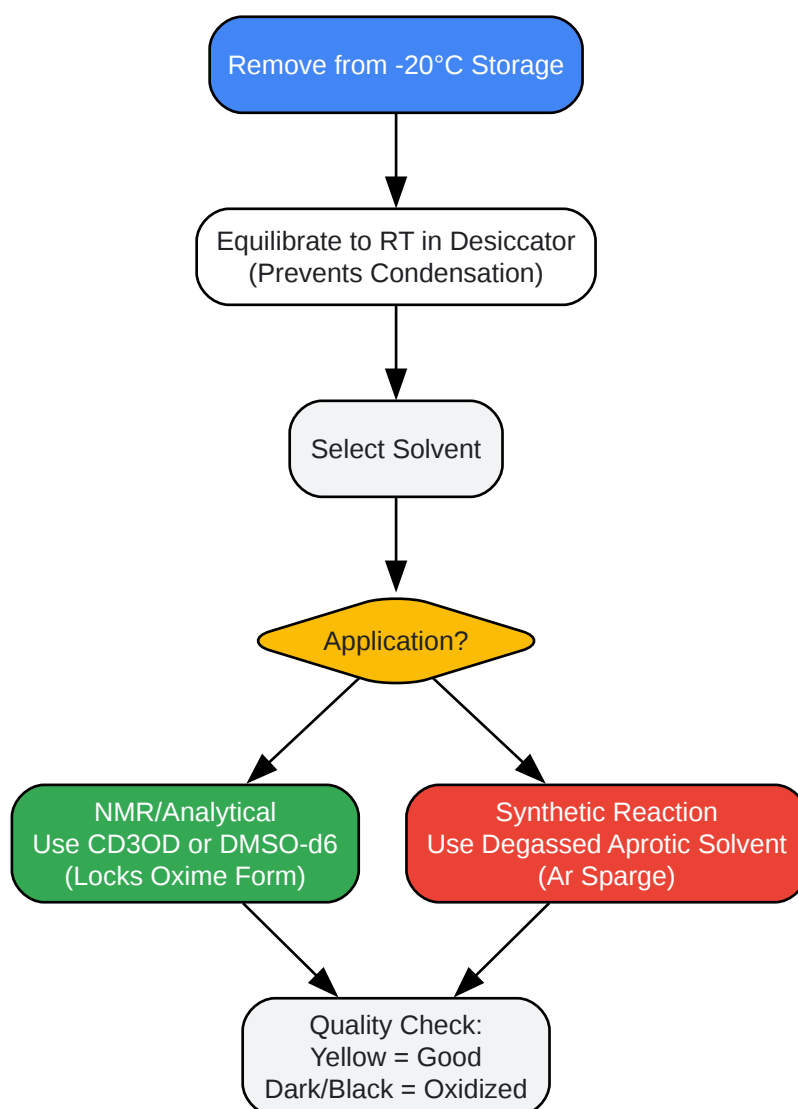 Remove from -20°C Storage
Equilibrate to RT in Desiccator
(Prevents Condensation)
Select Solvent
Application?
NMR/Analytical
Use CD3OD or DMSO-d6
(Locks Oxime Form)
Synthetic Reaction
Use Degassed Aprotic Solvent
(Ar Sparge)
Quality Check:
Yellow = Good
Dark/Black = Oxidized